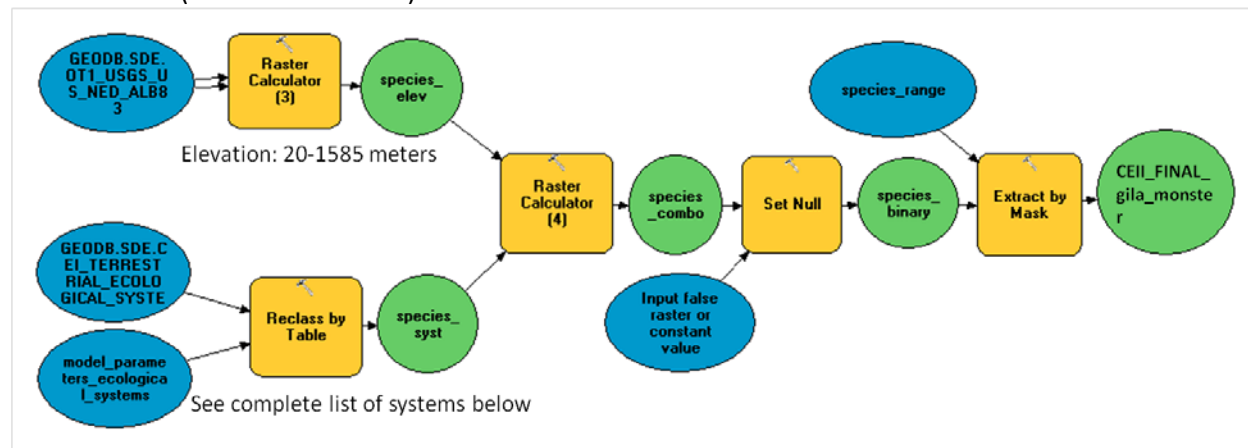 GEODB.SDE.
OT1_USGS_U
S_NED_ALB8
3
Raster
Calculator
(3)
species_
elev
Elevation: 20-1585 meters
species_range
Raster
Calculator
(4)
species
_combo
Set Null
species_
binary
Extract by
Mask
CEII_FINAL_
gila_monste
r
GEODB.SDE.C
EI_TERREST
RIAL_ECOLO
GICAL_SYSTE
Reclass by
Table
species_
syst
Input false
raster or
constant
value
model_parame
ters_ecologica
l_systems
See complete list of systems below